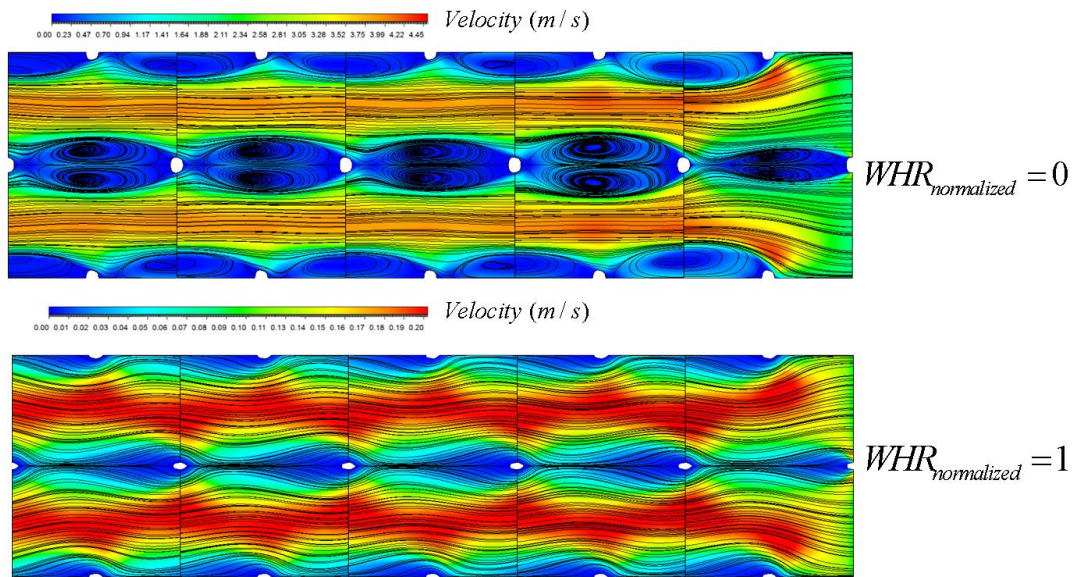 Velocity (m/s)
0.00 0.23 0.47 0.70 0.94 1.17 1.41 1.64 1.88 2.11 2.34 2.58 2.81 3.05 3.28 3.52 3.75 3.99 4.22 4.45
WHRnormalized = 0
Velocity (m/s)
0.00 0.01 0.02 0.03 0.04 0.05 0.06 0.07 0.08 0.09 0.10 0.11 0.13 0.14 0.15 0.16 0.17 0.18 0.19 0.20
WHRnormalized = 1